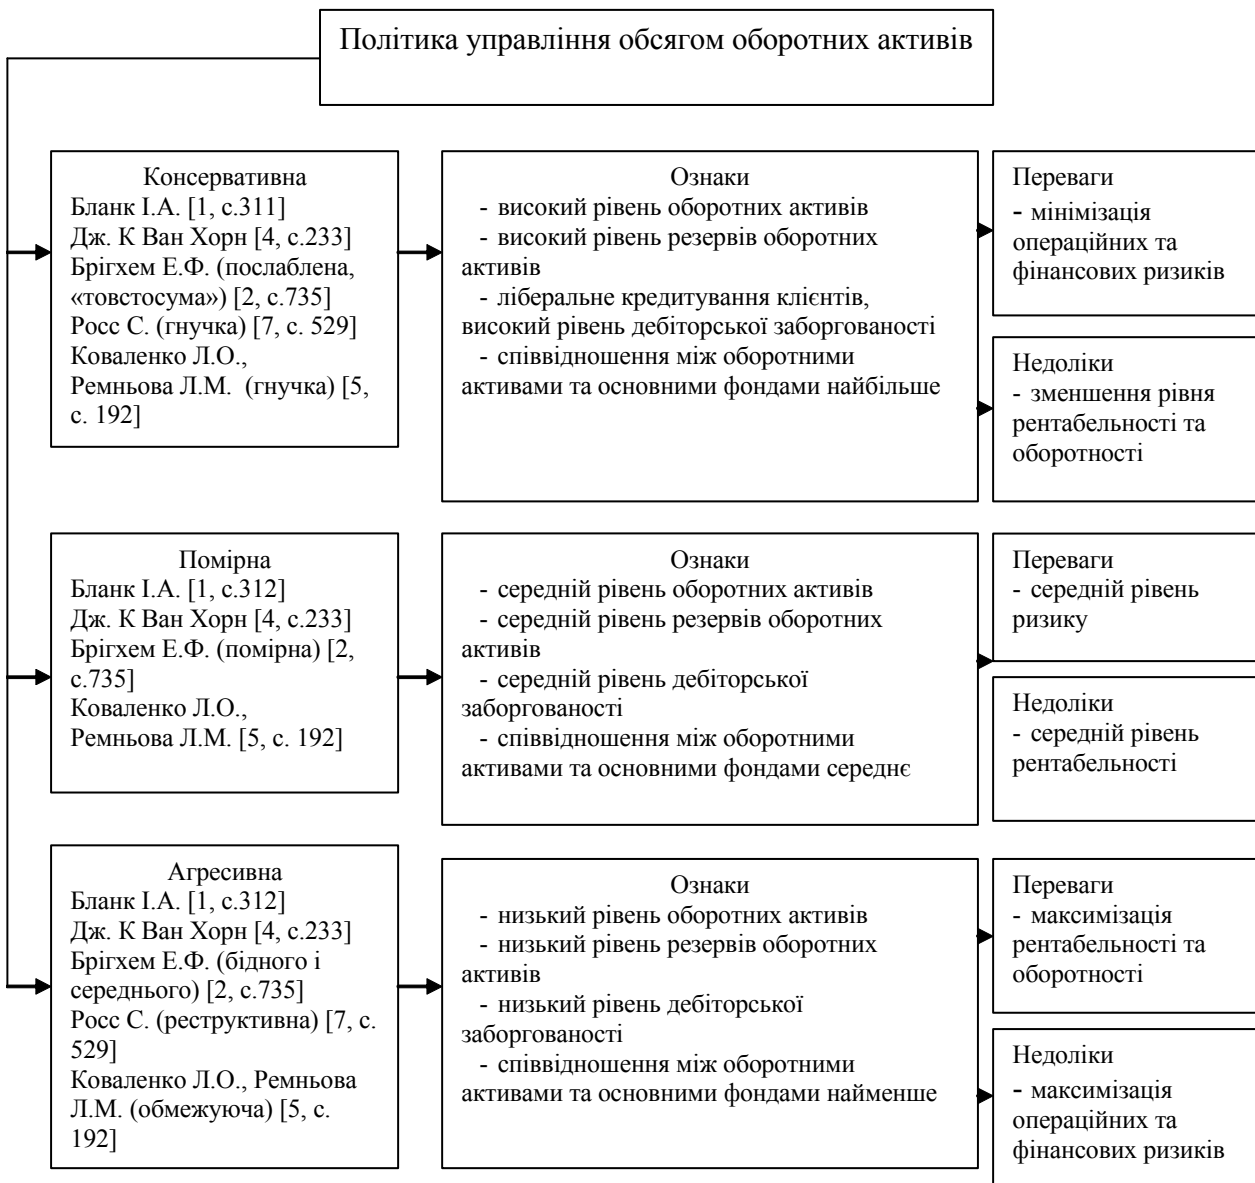 Політика управління обсягом оборотних активів
Консервативна
Бланк І.А. [1, с.311]
Дж. К Ван Хорн [4, с.233]
Брігхем Е.Ф. (послаблена,
«товстосума») [2, с.735]
Росс С. (гнучка) [7, с. 529]
Коваленко Л.О.,
Ремньова Л.М. (гнучка) [5,
с. 192]
Ознаки
- високий рівень оборотних активів
- високий рівень резервів оборотних
активів
- ліберальне кредитування клієнтів,
високий рівень дебіторської заборгованості
- співвідношення між оборотними
активами та основними фондами найбільше
Переваги
- мінімізація
операційних та
фінансових ризиків
Недоліки
- зменшення рівня
рентабельності та
оборотності
Помірна
Бланк І.А. [1, с.312]
Дж. К Ван Хорн [4, с.233]
Брігхем Е.Ф. (помірна) [2,
с.735]
Коваленко Л.О.,
Ремньова Л.М. [5, с. 192]
Ознаки
- середній рівень оборотних активів
- середній рівень резервів оборотних
активів
- середній рівень дебіторської
заборгованості
- співвідношення між оборотними
активами та основними фондами середнє
Переваги
- середній рівень
ризику
Недоліки
- середній рівень
рентабельності
Агресивна
Бланк І.А. [1, с.312]
Дж. К Ван Хорн [4, с.233]
Брігхем Е.Ф. (бідного і
середнього) [2, с.735]
Росс С. (реструктивна) [7, с.
529]
Коваленко Л.О., Ремньова
Л.М. (обмежуюча) [5, с.
192]
Ознаки
- низький рівень оборотних активів
- низький рівень резервів оборотних
активів
- низький рівень дебіторської
заборгованості
- співвідношення між оборотними
активами та основними фондами найменше
Переваги
- максимізація
рентабельності та
оборотності
Недоліки
- максимізація
операційних та
фінансових ризиків